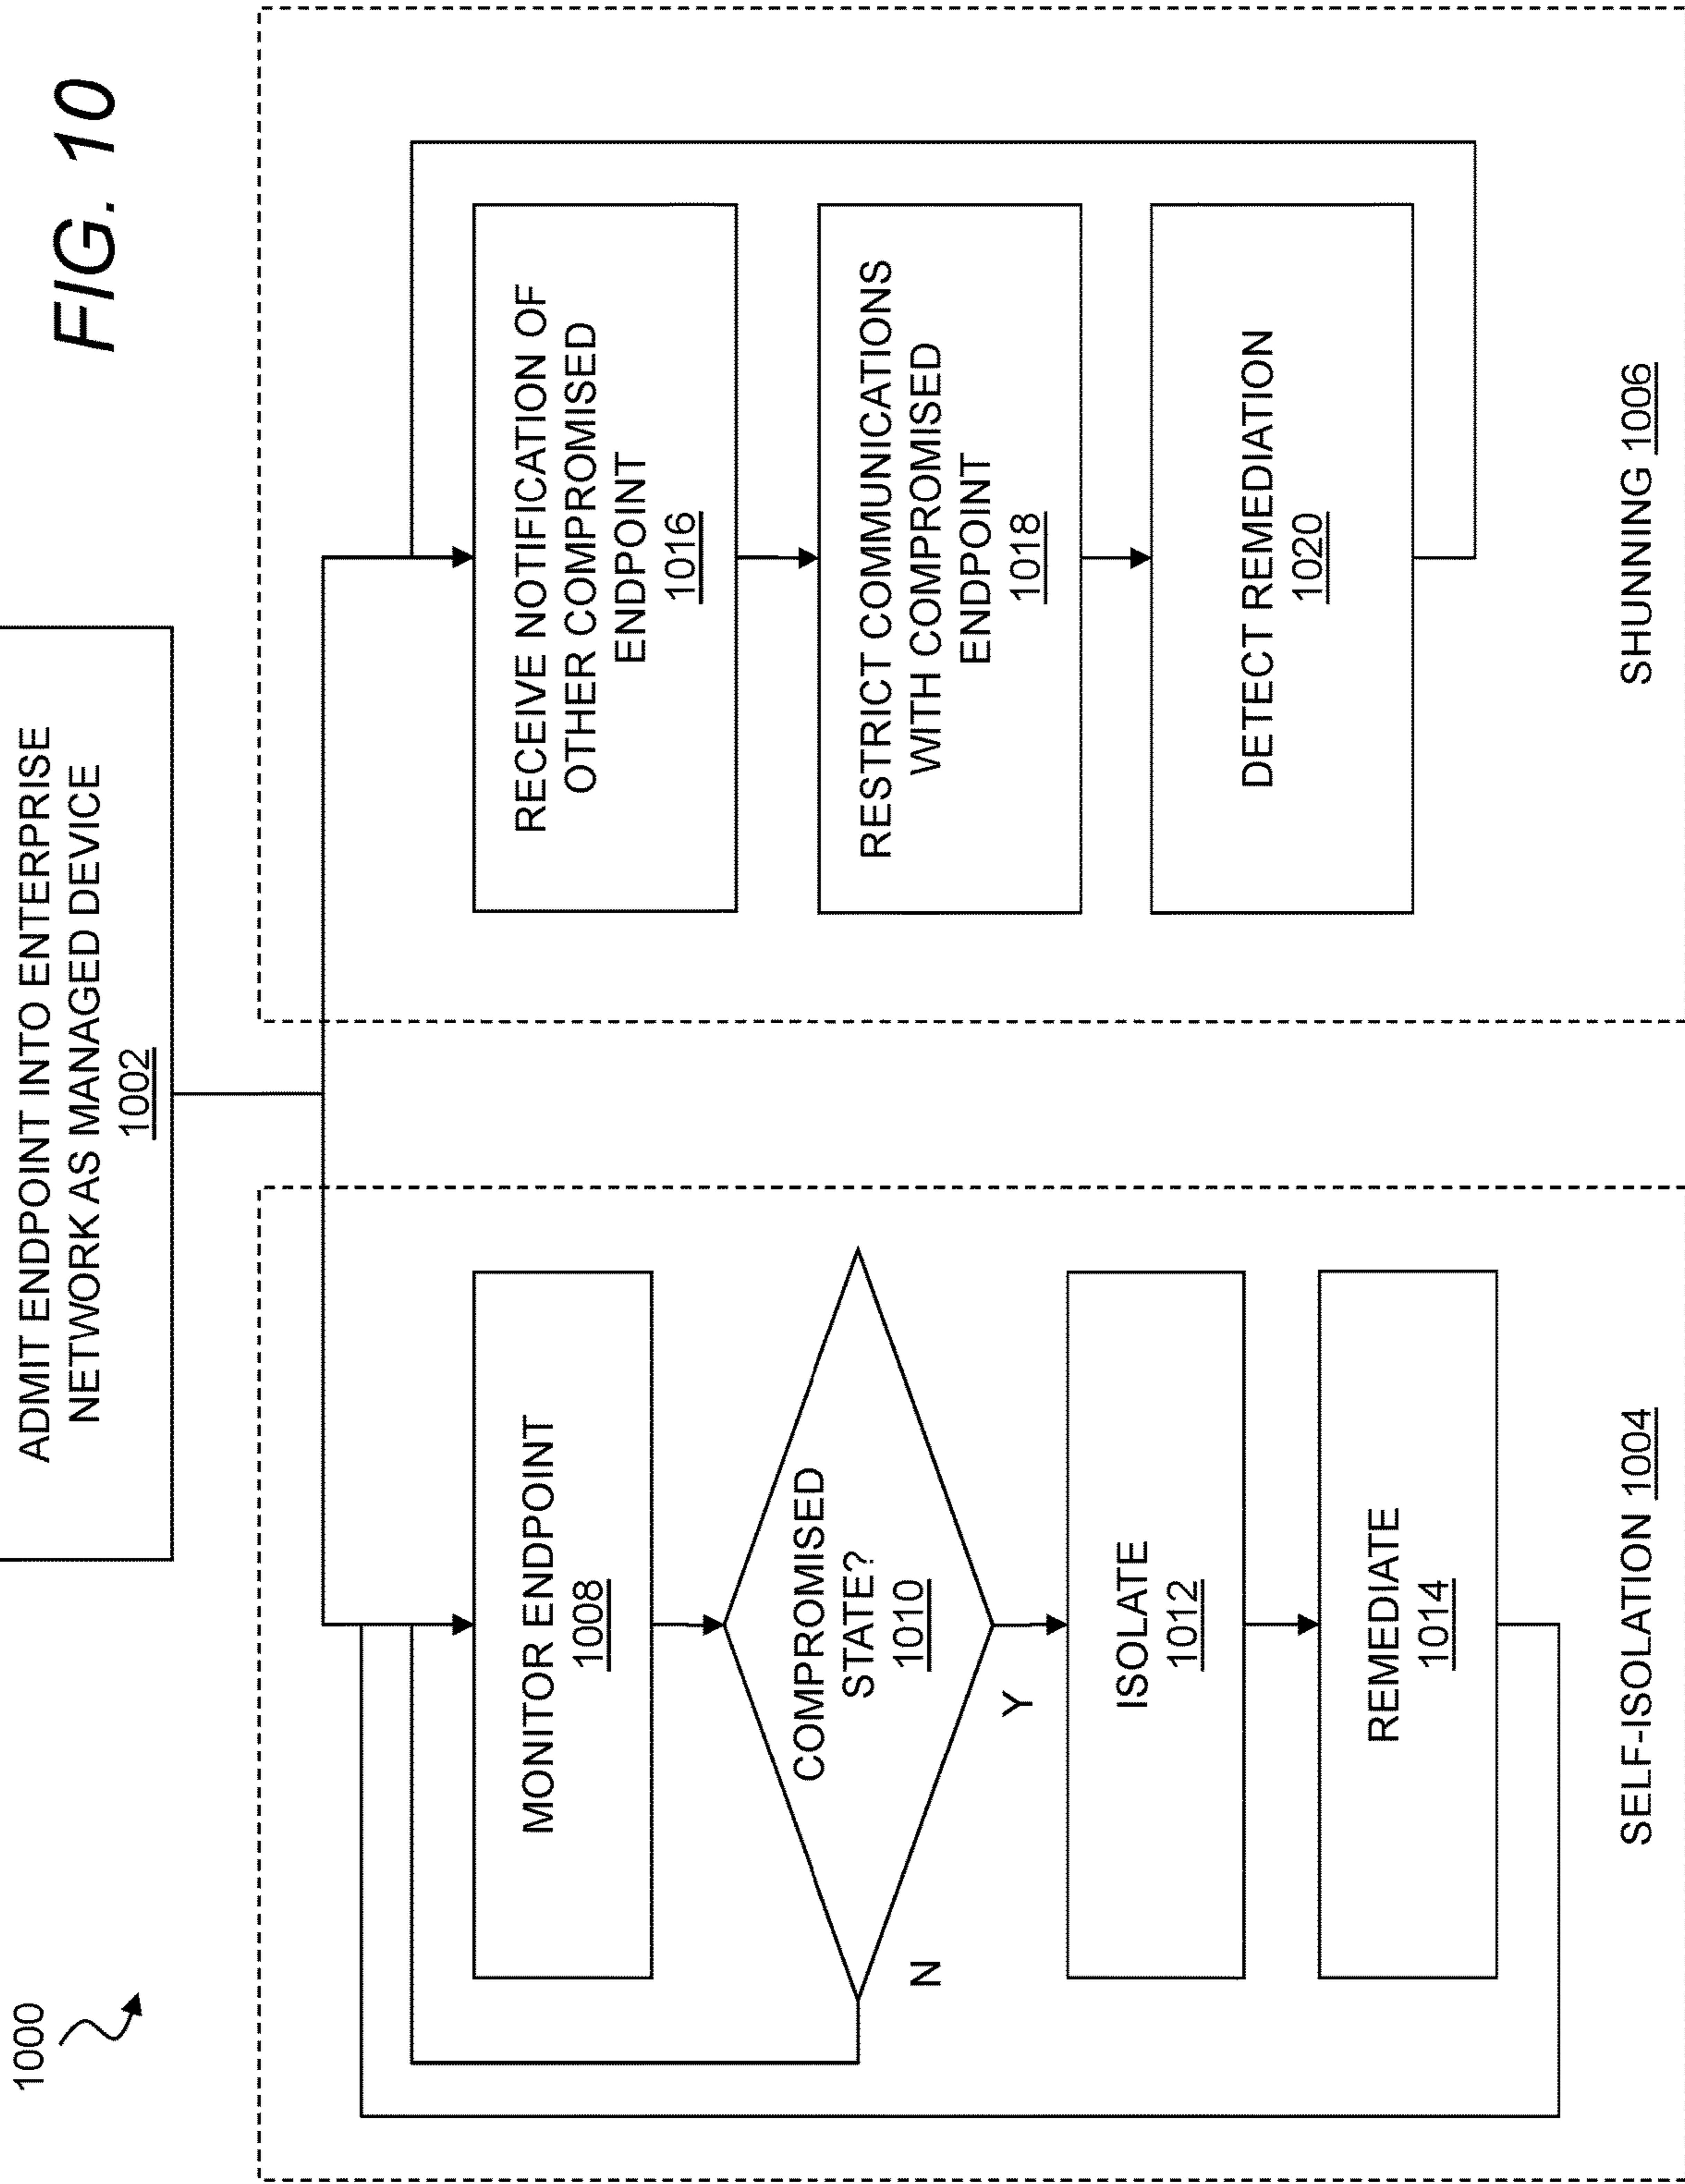 1000
FIG. 10
ADMIT ENDPOINT INTO ENTERPRISE
NETWORK AS MANAGED DEVICE
1002
MONITOR ENDPOINT
1008
COMPROMISED
STATE?
1010
N
Y
ISOLATE
1012
REMEDIATE
1014
SELF-ISOLATION 1004
RECEIVE NOTIFICATION OF
OTHER COMPROMISED
ENDPOINT
1016
RESTRICT COMMUNICATIONS
WITH COMPROMISED
ENDPOINT
1018
DETECT REMEDIATION
1020
SHUNNING 1006